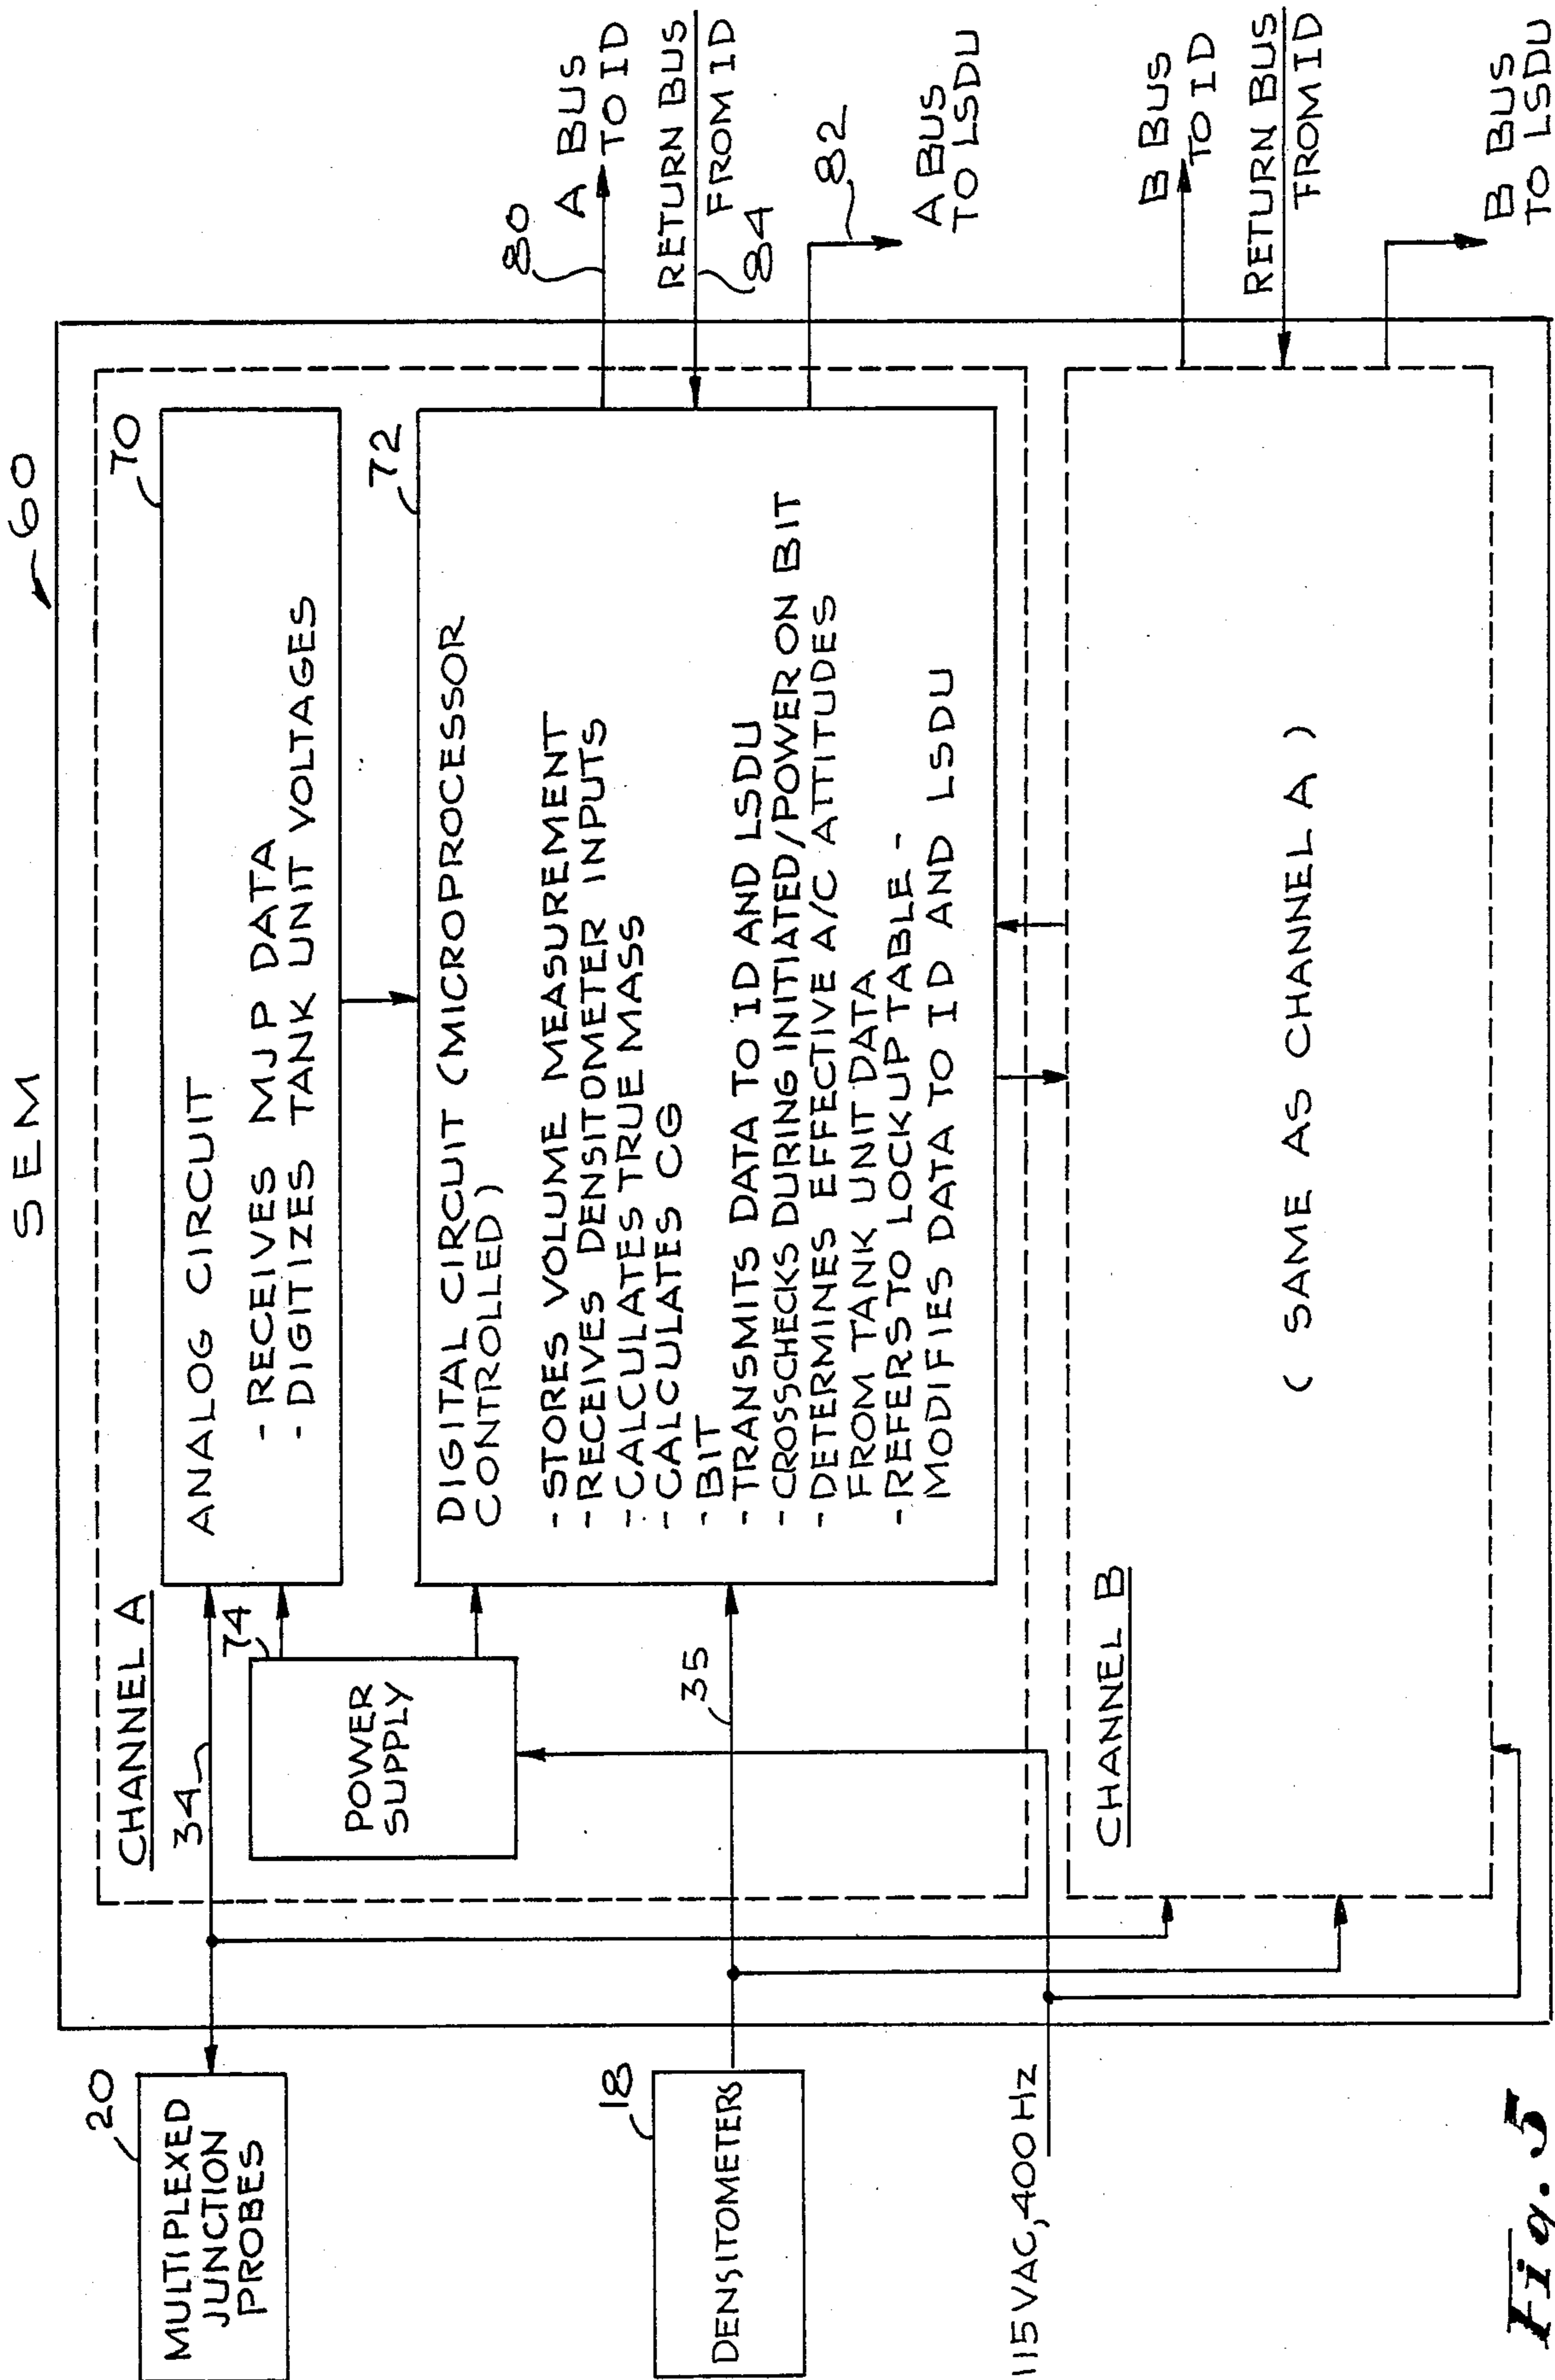 SEM
60
20
MULTIPLEXED
JUNCTION
PROBES
34
CHANNEL A
74
POWER
SUPPLY
70
ANALOG CIRCUIT
- RECEIVES MJP DATA
- DIGITIZES TANK UNIT VOLTAGES
72
DIGITAL CIRCUIT (MICROPROCESSOR
CONTROLLED)
- STORES VOLUME MEASUREMENT
- RECEIVES DENSITOMETER INPUTS
- CALCULATES TRUE MASS
- CALCULATES CG
- BIT
- TRANSMITS DATA TO ID AND LSDU
- CROSSCHECKS DURING INITIATED/POWER ON BIT
- DETERMINES EFFECTIVE A/C ATTITUDES
FROM TANK UNIT DATA
- REFERS TO LOCKUP TABLE -
MODIFIES DATA TO ID AND LSDU
80
A BUS
TO ID
RETURN BUS
FROM ID
84
82
A BUS
TO LSDU
18
DENSITOMETERS
35
115VAC,400Hz
CHANNEL B
( SAME AS CHANNEL A )
B BUS
TO ID
RETURN BUS
FROM ID
B BUS
TO LSDU
Fig. 5